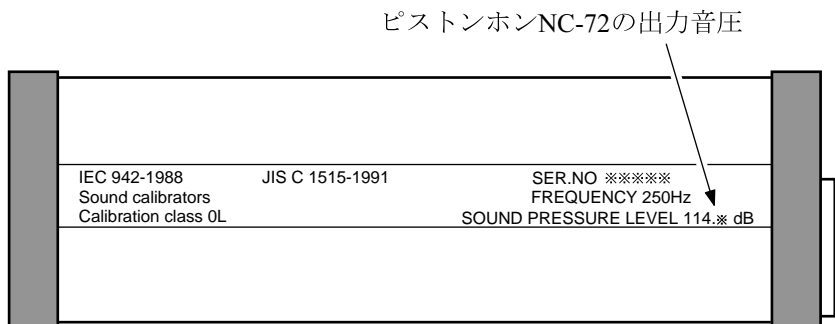 ピストンホンNC-72の出力音圧
IEC 942-1988 JIS C 1515-1991 SER.NO ※※※※※
Sound calibrators FREQUENCY 250Hz
Calibration class 0L SOUND PRESSURE LEVEL 114.※ dB